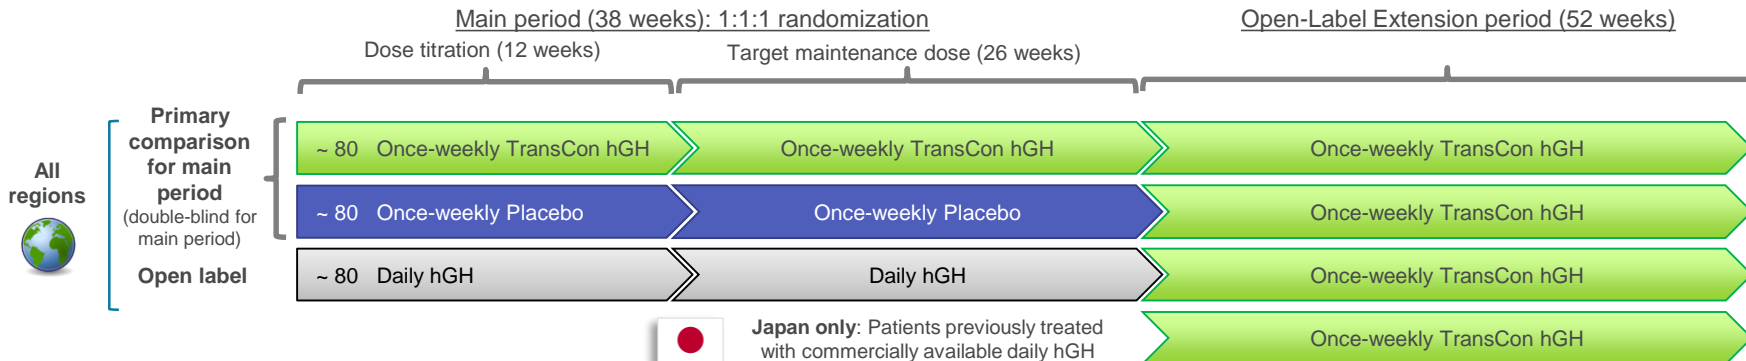 Main period (38 weeks): 1:1:1 randomization
Open-Label Extension period (52 weeks)
Dose titration (12 weeks)
Target maintenance dose (26 weeks)
All
regions
Primary
comparison
for main
period
(double-blind for
main period)
~ 80 Once-weekly TransCon hGH
Once-weekly TransCon hGH
Once-weekly TransCon hGH
~ 80 Once-weekly Placebo
Once-weekly Placebo
Once-weekly TransCon hGH
Open label
~ 80 Daily hGH
Daily hGH
Once-weekly TransCon hGH
Japan only: Patients previously treated
with commercially available daily hGH
Once-weekly TransCon hGH